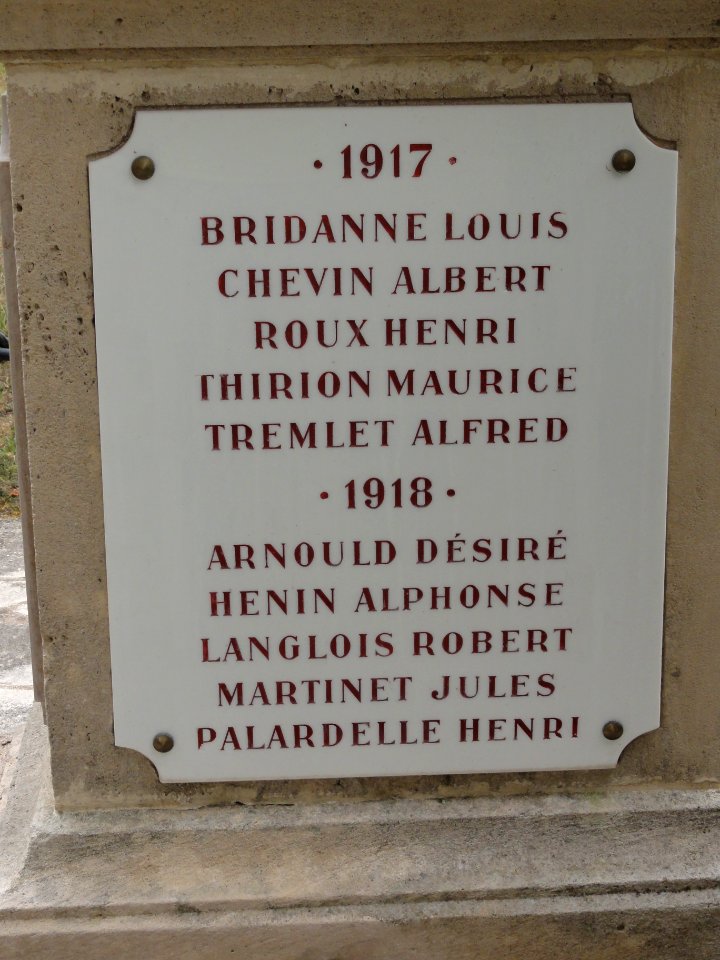 · 1917 ·
BRIDANNE LOUIS
CHEVIN ALBERT
ROUX HENRI
THIRION MAURICE
TREMLET ALFRED
· 1918 ·
ARNOULD DÉSIRÉ
HENIN ALPHONSE
LANGLOIS ROBERT
MARTINET JULES
PALARDELLE HENRI